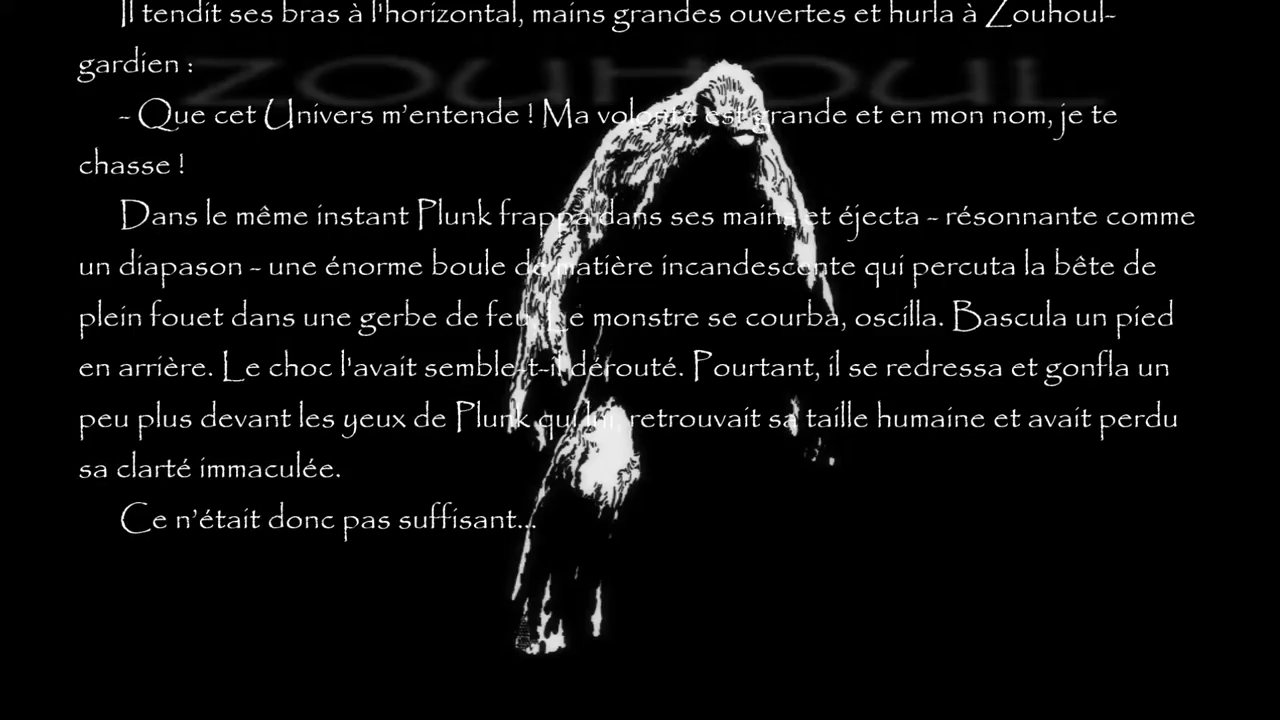 Il tendit ses bras à l'horizontal, mains grandes ouvertes et hurla à Zouhoul-
gardien :
ZOUHOUL
- Que cet Univers m'entende ! Ma volonté est grande et en mon nom, je te
chasse !
Dans le même instant Plunk frappa dans ses mains et éjecta - résonnante comme
un diapason - une énorme boule de matière incandescente qui percuta la bête de
plein fouet dans une gerbe de feu. Le monstre se courba, oscilla. Bascula un pied
en arrière. Le choc l'avait semble-t-il dérouté. Pourtant, il se redressa et gonfla un
peu plus devant les yeux de Plunk qui lui, retrouvait sa taille humaine et avait perdu
sa clarté immaculée.
Ce n'était donc pas suffisant...